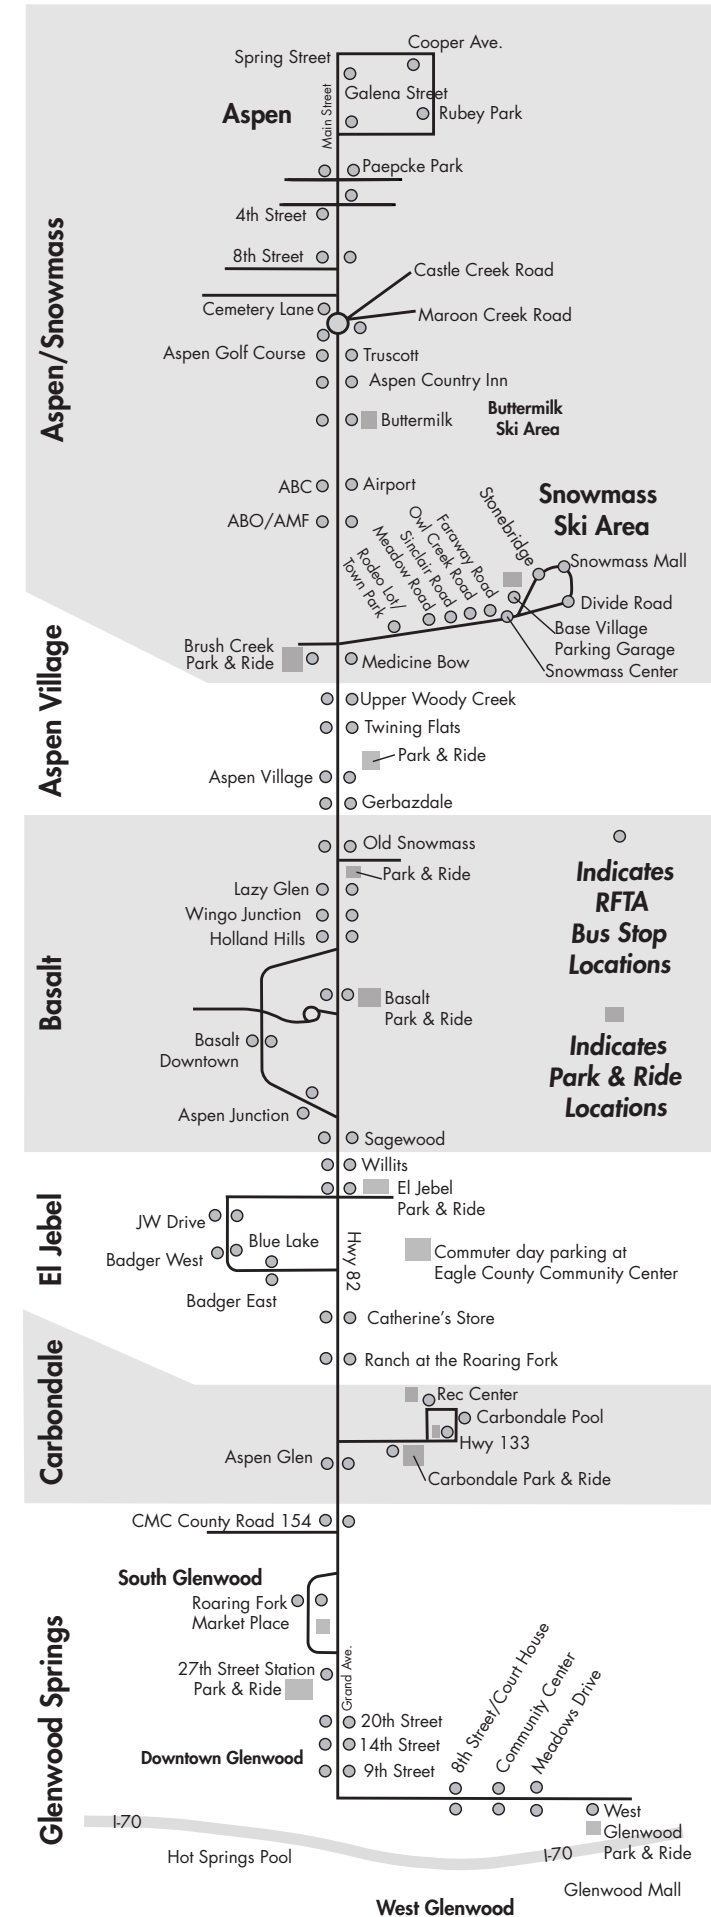 Cooper Ave.
Spring Street
Main Street
Galena Street
Aspen
Rubey Park
Paepcke Park
4th Street
8th Street
Castle Creek Road
Cemetery Lane
Maroon Creek Road
Aspen Golf Course
Truscott
Aspen Country Inn
Buttermilk
Buttermilk
Ski Area
Aspen/Snowmass
ABC
Airport
ABO/AMF
Snowmass
Ski Area
Rodeo Lot/
Town Park
Meadow Road
Sinclair Road
Owl Creek Road
Faraway Road
Stonebridge
Snowmass Mall
Divide Road
Base Village
Parking Garage
Snowmass Center
Brush Creek
Park & Ride
Medicine Bow
Aspen Village
Upper Woody Creek
Twining Flats
Park & Ride
Aspen Village
Gerbazdale
Old Snowmass
Park & Ride
Lazy Glen
Wingo Junction
Holland Hills
Indicates
RFTA
Bus Stop
Locations
Basalt
Basalt
Park & Ride
Basalt
Downtown
Indicates
Park & Ride
Locations
Aspen Junction
Sagewood
Willits
El Jebel
Park & Ride
El Jebel
JW Drive
Blue Lake
Badger West
Hwy 82
Commuter day parking at
Eagle County Community Center
Badger East
Catherine's Store
Ranch at the Roaring Fork
Carbondale
Rec Center
Carbondale Pool
Hwy 133
Aspen Glen
Carbondale Park & Ride
CMC County Road 154
South Glenwood
Roaring Fork
Market Place
Glenwood Springs
27th Street Station
Park & Ride
Grand Ave.
20th Street
14th Street
Downtown Glenwood
9th Street
8th Street/Court House
Community Center
Meadows Drive
West
Glenwood
Park & Ride
I-70
Hot Springs Pool
I-70
Glenwood Mall
West Glenwood